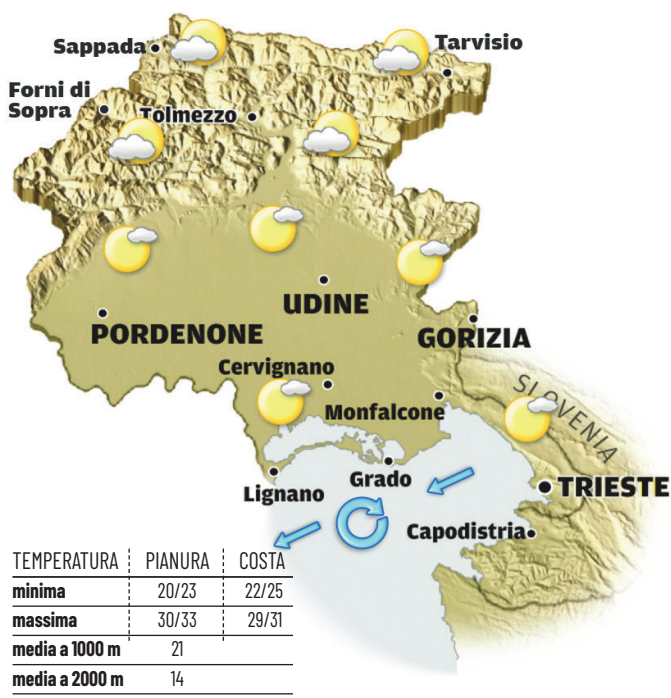 Sappada
Tarvisio
Forni di
Sopra
Tolmezzo
UDINE
PORDENONE
GORIZIA
Cervignano
SLOVENIA
Monfalcone
Grado
Lignano
TRIESTE
Capodistria
TEMPERATURA PIANURA COSTA
minima 20/23 22/25
massima 30/33 29/31
media a 1000 m 21
media a 2000 m 14